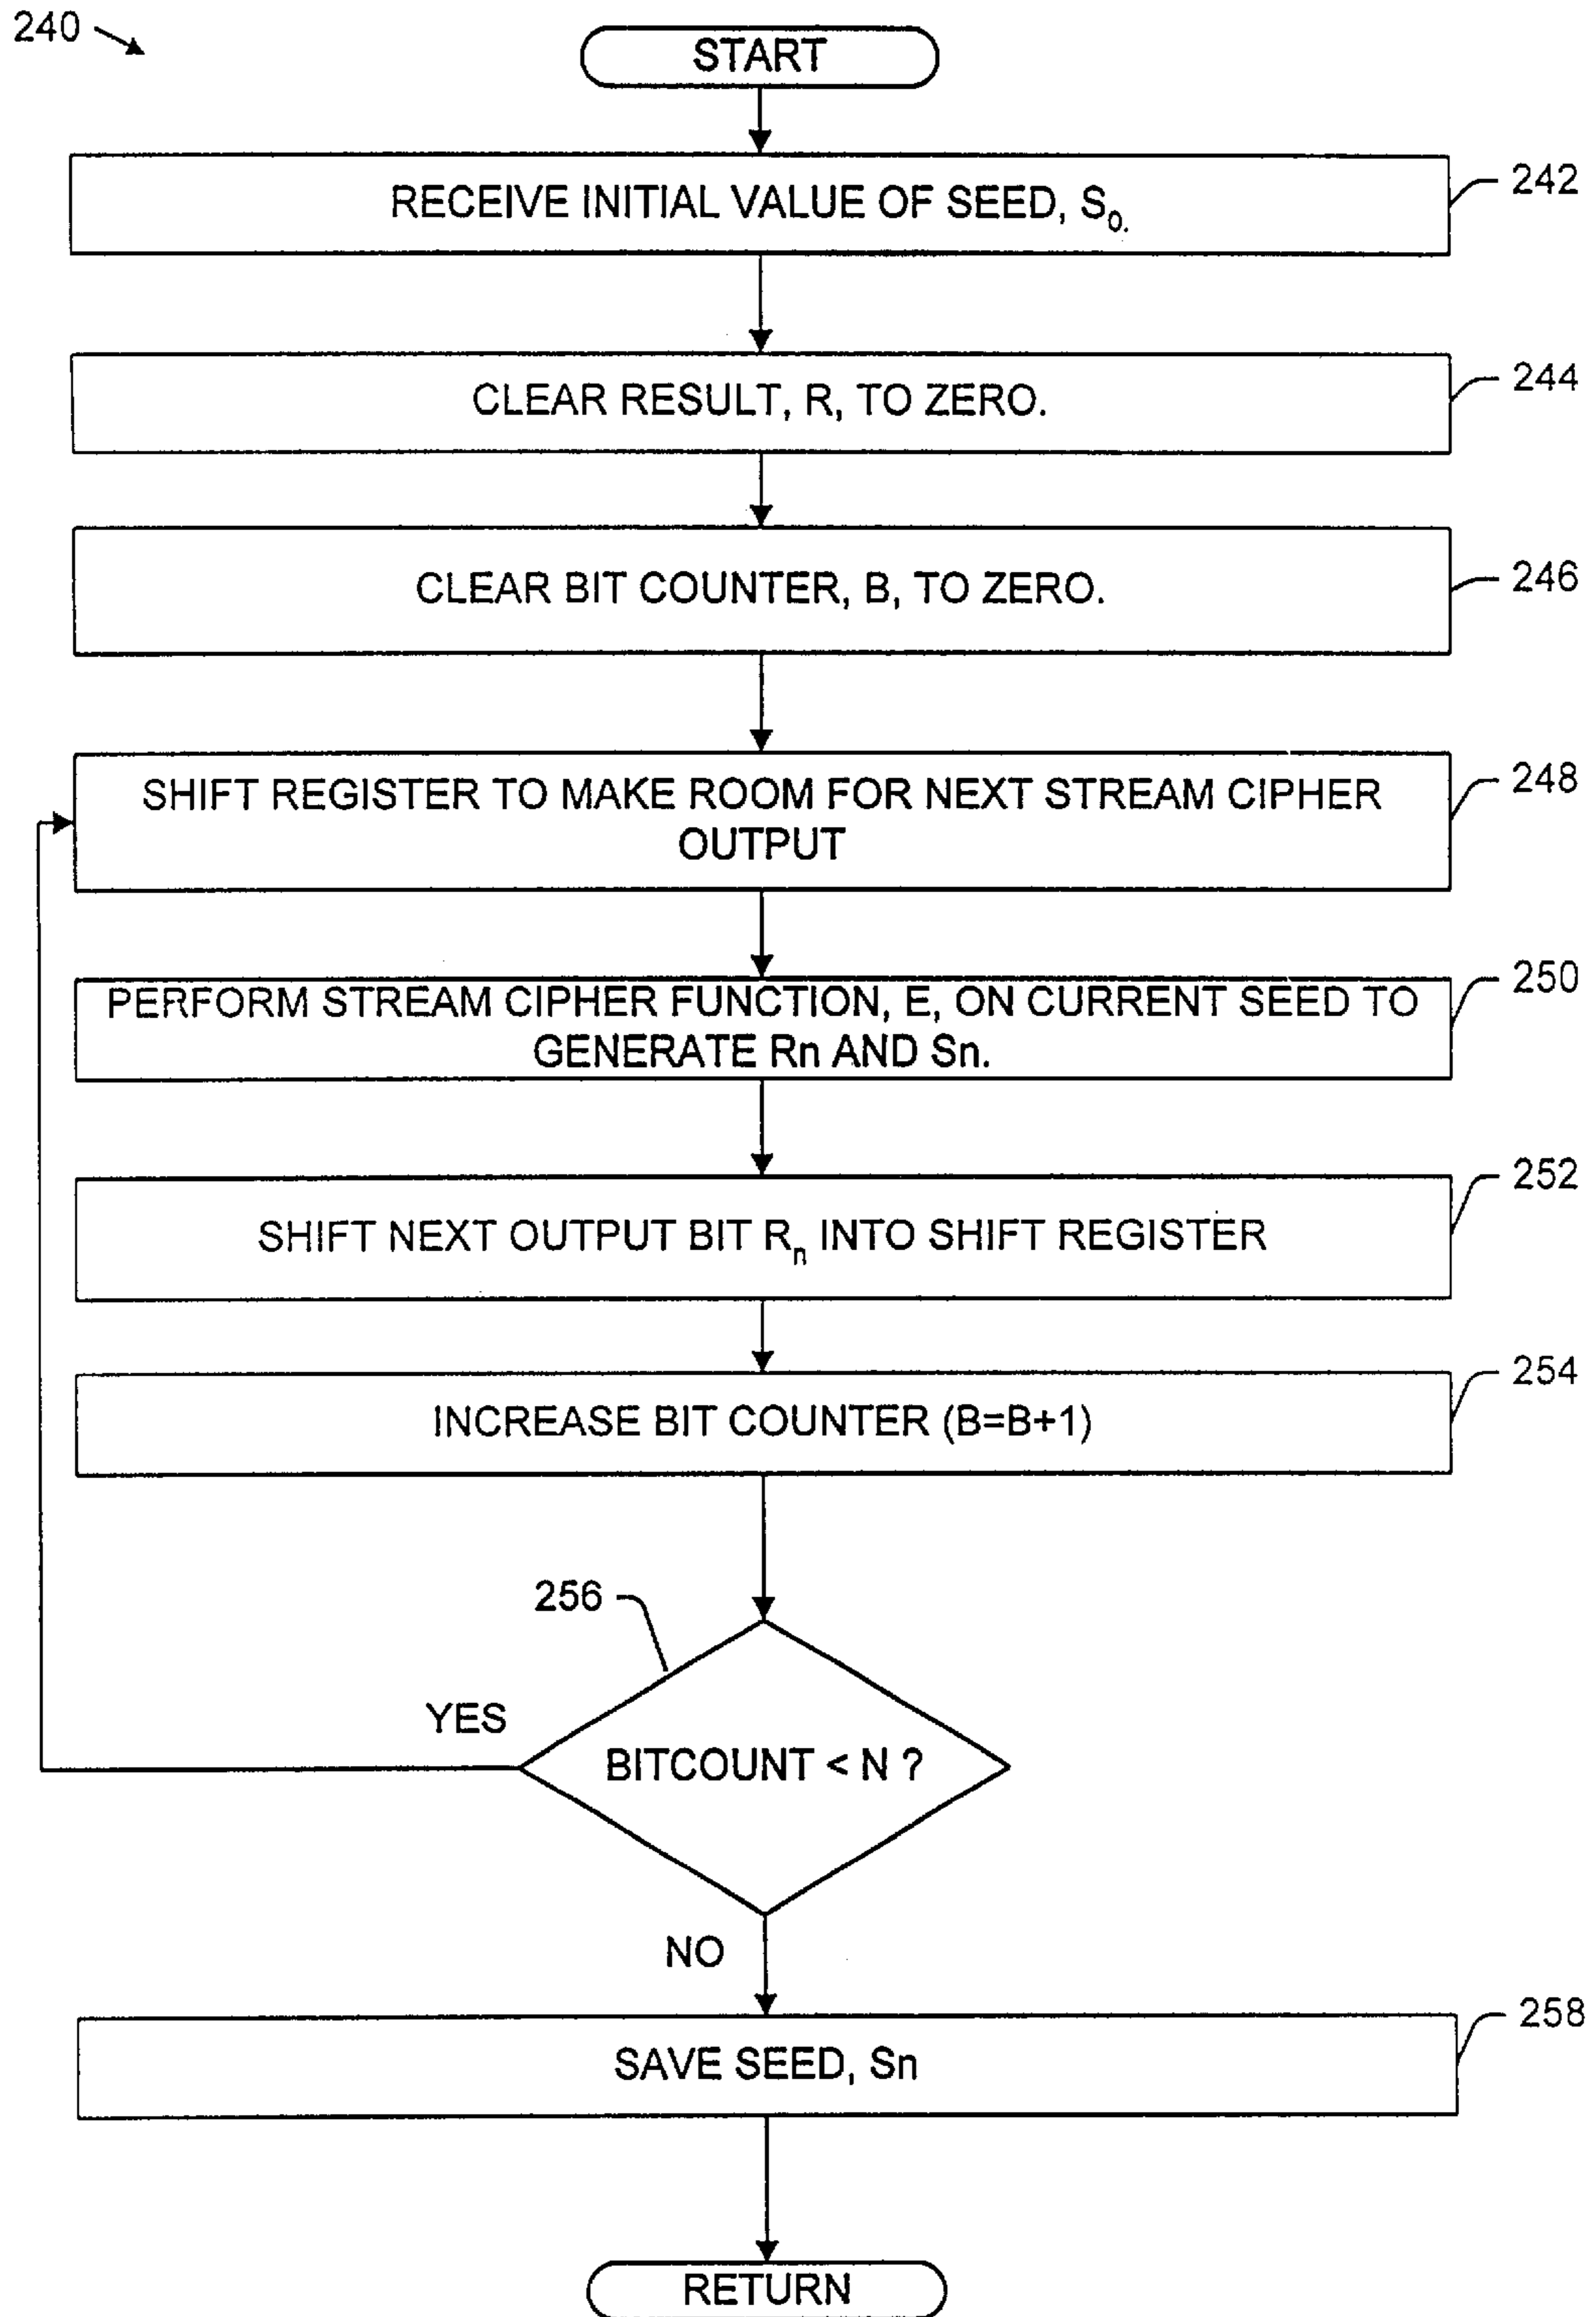 240
START
RECEIVE INITIAL VALUE OF SEED, S₀.
242
CLEAR RESULT, R, TO ZERO.
244
CLEAR BIT COUNTER, B, TO ZERO.
246
SHIFT REGISTER TO MAKE ROOM FOR NEXT STREAM CIPHER
OUTPUT
248
PERFORM STREAM CIPHER FUNCTION, E, ON CURRENT SEED TO
GENERATE Rn AND Sn.
250
SHIFT NEXT OUTPUT BIT Rₙ INTO SHIFT REGISTER
252
INCREASE BIT COUNTER (B=B+1)
254
256
YES
BITCOUNT < N ?
NO
SAVE SEED, Sn
258
RETURN